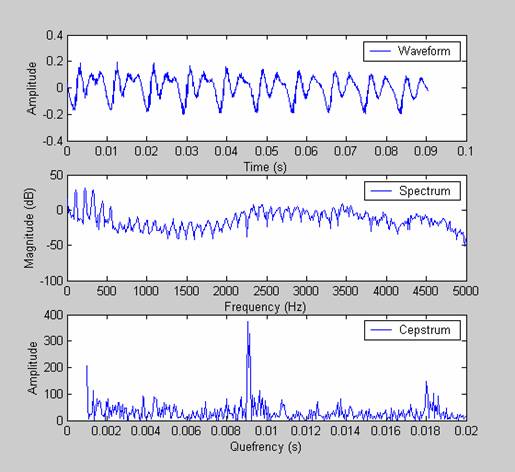 0.4
0.2
0
-0.2
-0.4
Amplitude
Waveform
0 0.01 0.02 0.03 0.04 0.05 0.06 0.07 0.08 0.09 0.1
Time (s)
50
0
-50
-100
Magnitude (dB)
Spectrum
0 500 1000 1500 2000 2500 3000 3500 4000 4500 5000
Frequency (Hz)
400
300
200
100
0
Amplitude
Cepstrum
0 0.002 0.004 0.006 0.008 0.01 0.012 0.014 0.016 0.018 0.02
Quefrency (s)